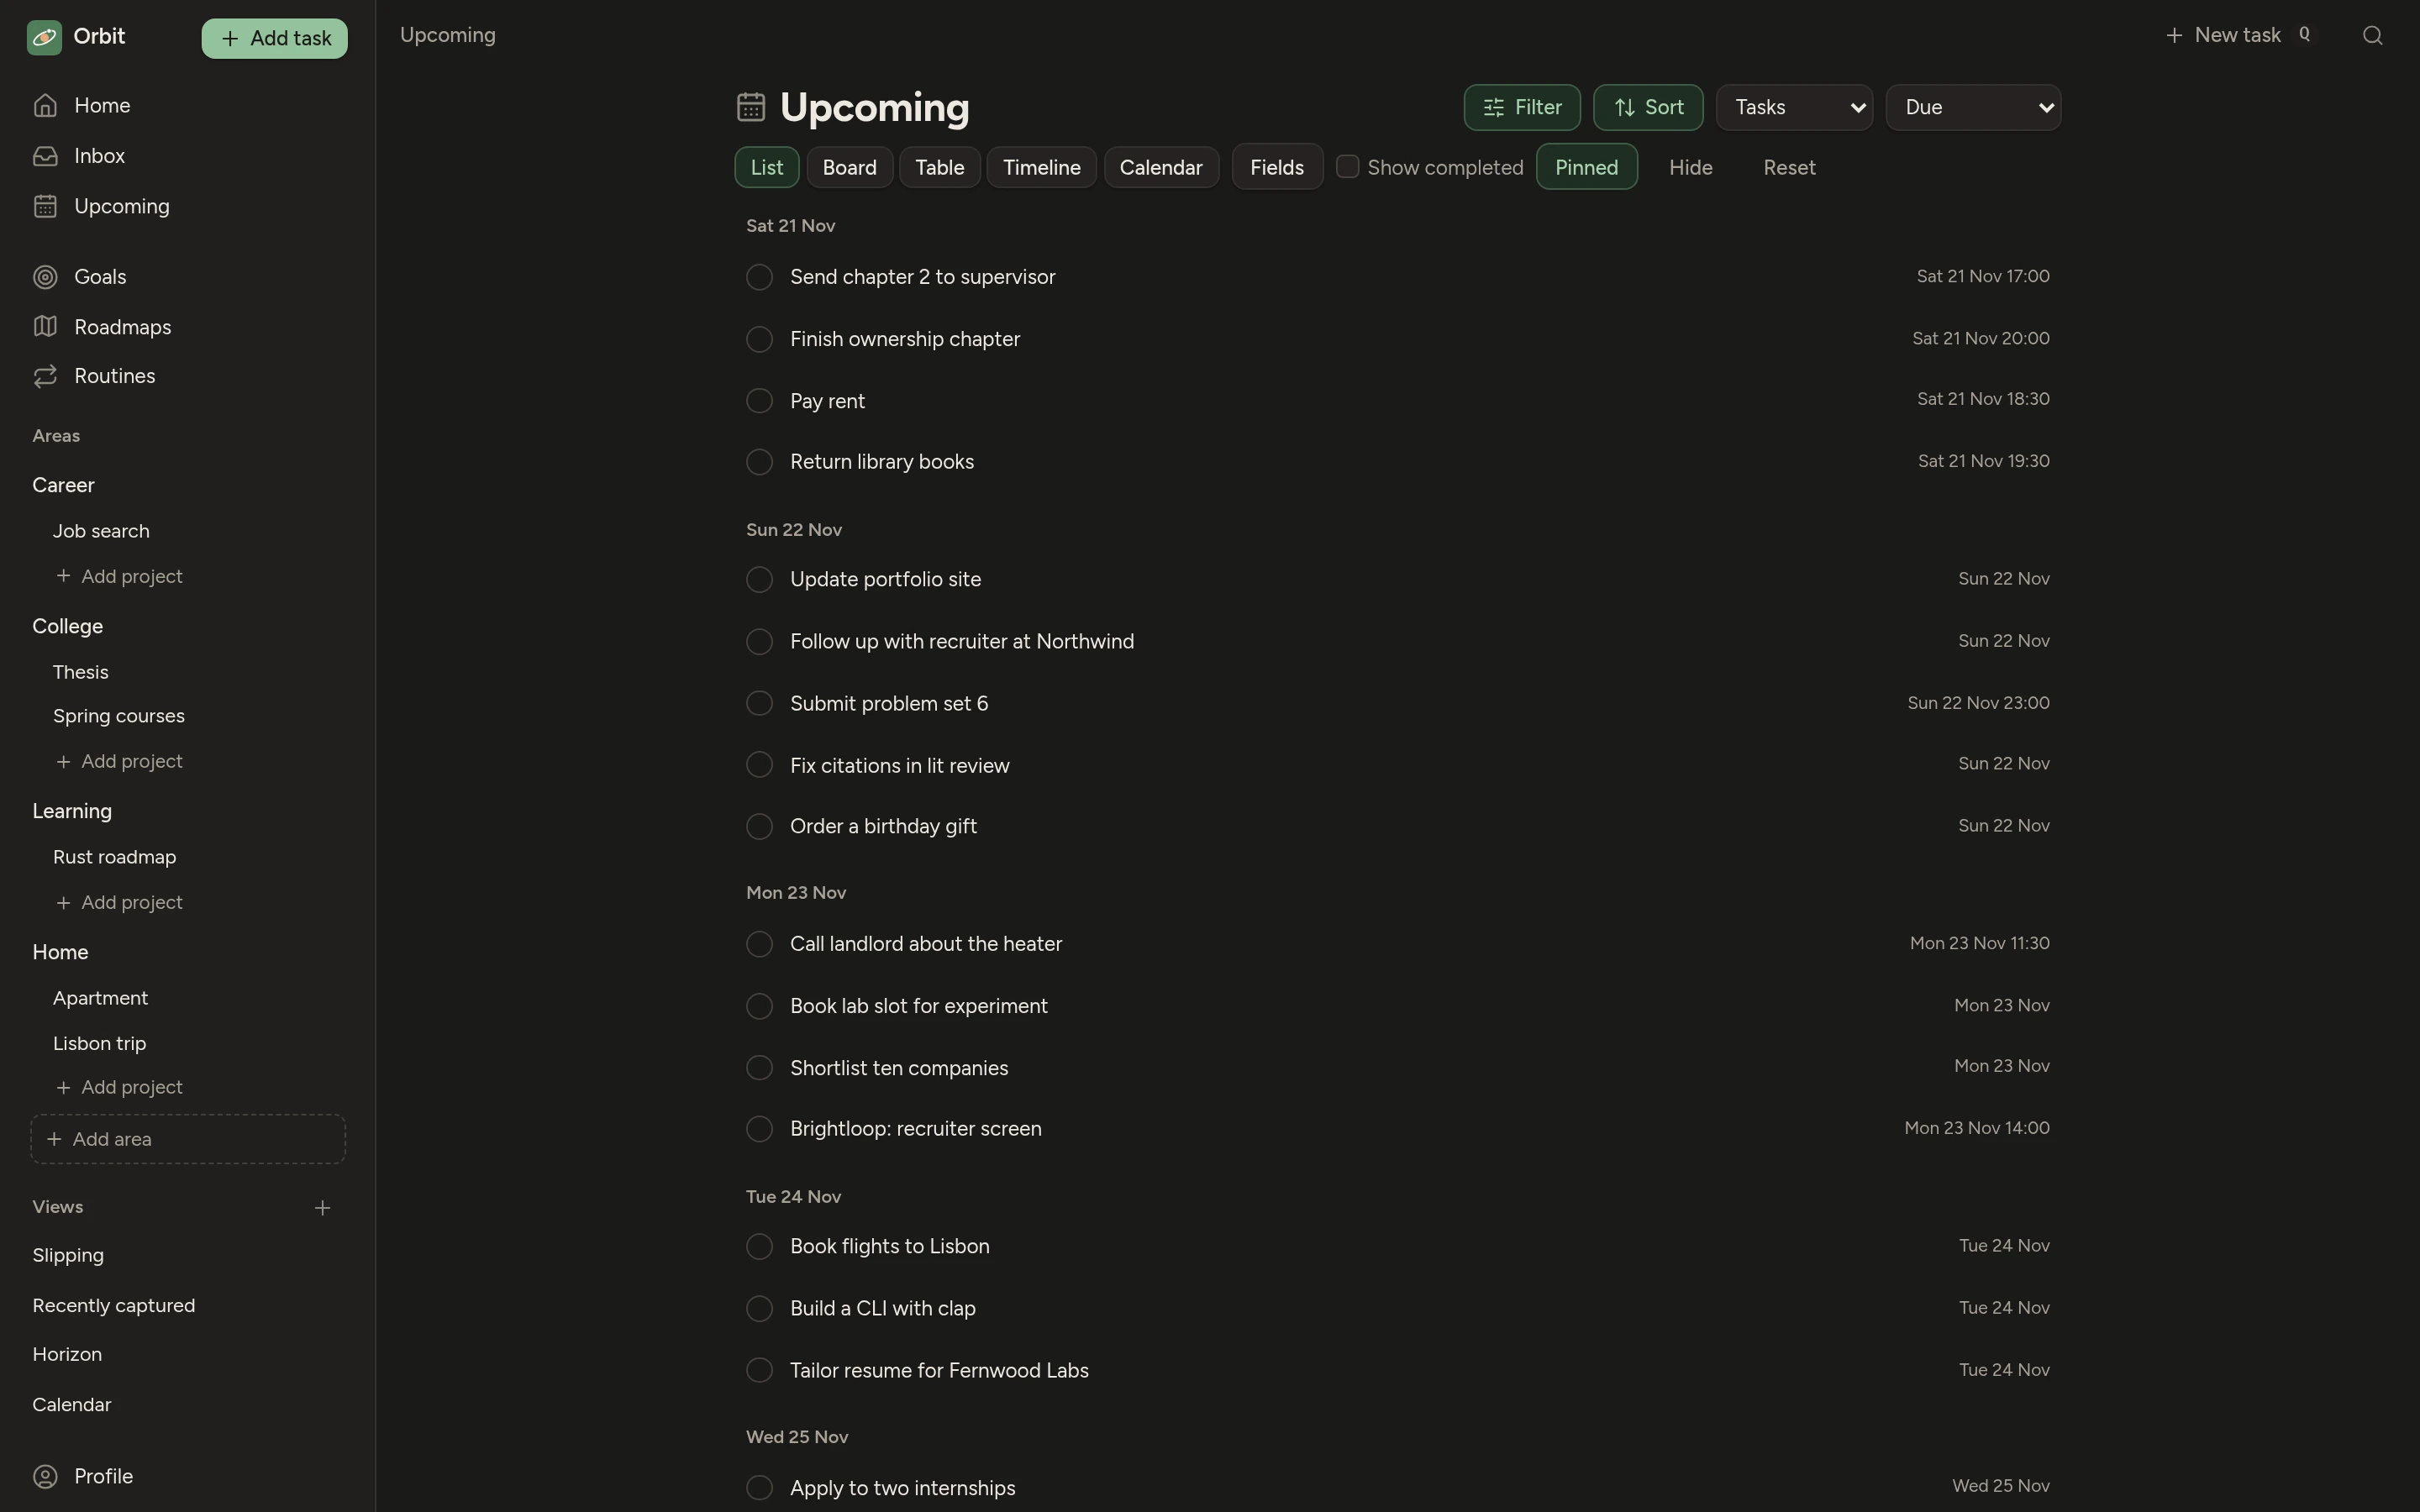 Orbit
Add task
Home
Inbox
Upcoming
Goals
Roadmaps
Routines
Areas
Career
Job search
Add project
College
Thesis
Spring courses
Add project
Learning
Rust roadmap
Add project
Home
Apartment
Lisbon trip
Add project
Add area
Views
Slipping
Recently captured
Horizon
Calendar
Profile
Upcoming
New task Q
Upcoming
Filter Sort Tasks Due
List Board Table Timeline Calendar Fields Show completed Pinned Hide Reset
Sat 21 Nov
Send chapter 2 to supervisor Sat 21 Nov 17:00
Finish ownership chapter Sat 21 Nov 20:00
Pay rent Sat 21 Nov 18:30
Return library books Sat 21 Nov 19:30
Sun 22 Nov
Update portfolio site Sun 22 Nov
Follow up with recruiter at Northwind Sun 22 Nov
Submit problem set 6 Sun 22 Nov 23:00
Fix citations in lit review Sun 22 Nov
Order a birthday gift Sun 22 Nov
Mon 23 Nov
Call landlord about the heater Mon 23 Nov 11:30
Book lab slot for experiment Mon 23 Nov
Shortlist ten companies Mon 23 Nov
Brightloop: recruiter screen Mon 23 Nov 14:00
Tue 24 Nov
Book flights to Lisbon Tue 24 Nov
Build a CLI with clap Tue 24 Nov
Tailor resume for Fernwood Labs Tue 24 Nov
Wed 25 Nov
Apply to two internships Wed 25 Nov